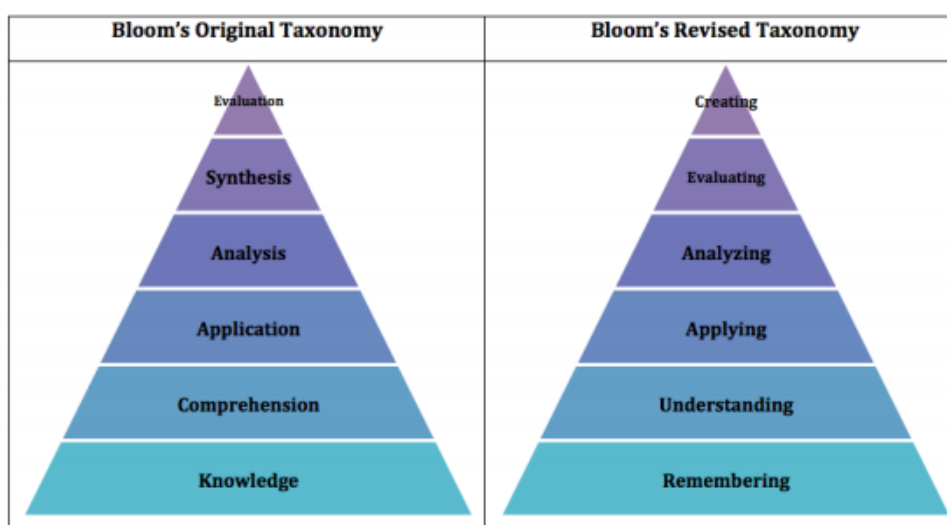 Bloom's Original Taxonomy
Evaluation
Synthesis
Analysis
Application
Comprehension
Knowledge
Bloom's Revised Taxonomy
Creating
Evaluating
Analyzing
Applying
Understanding
Remembering